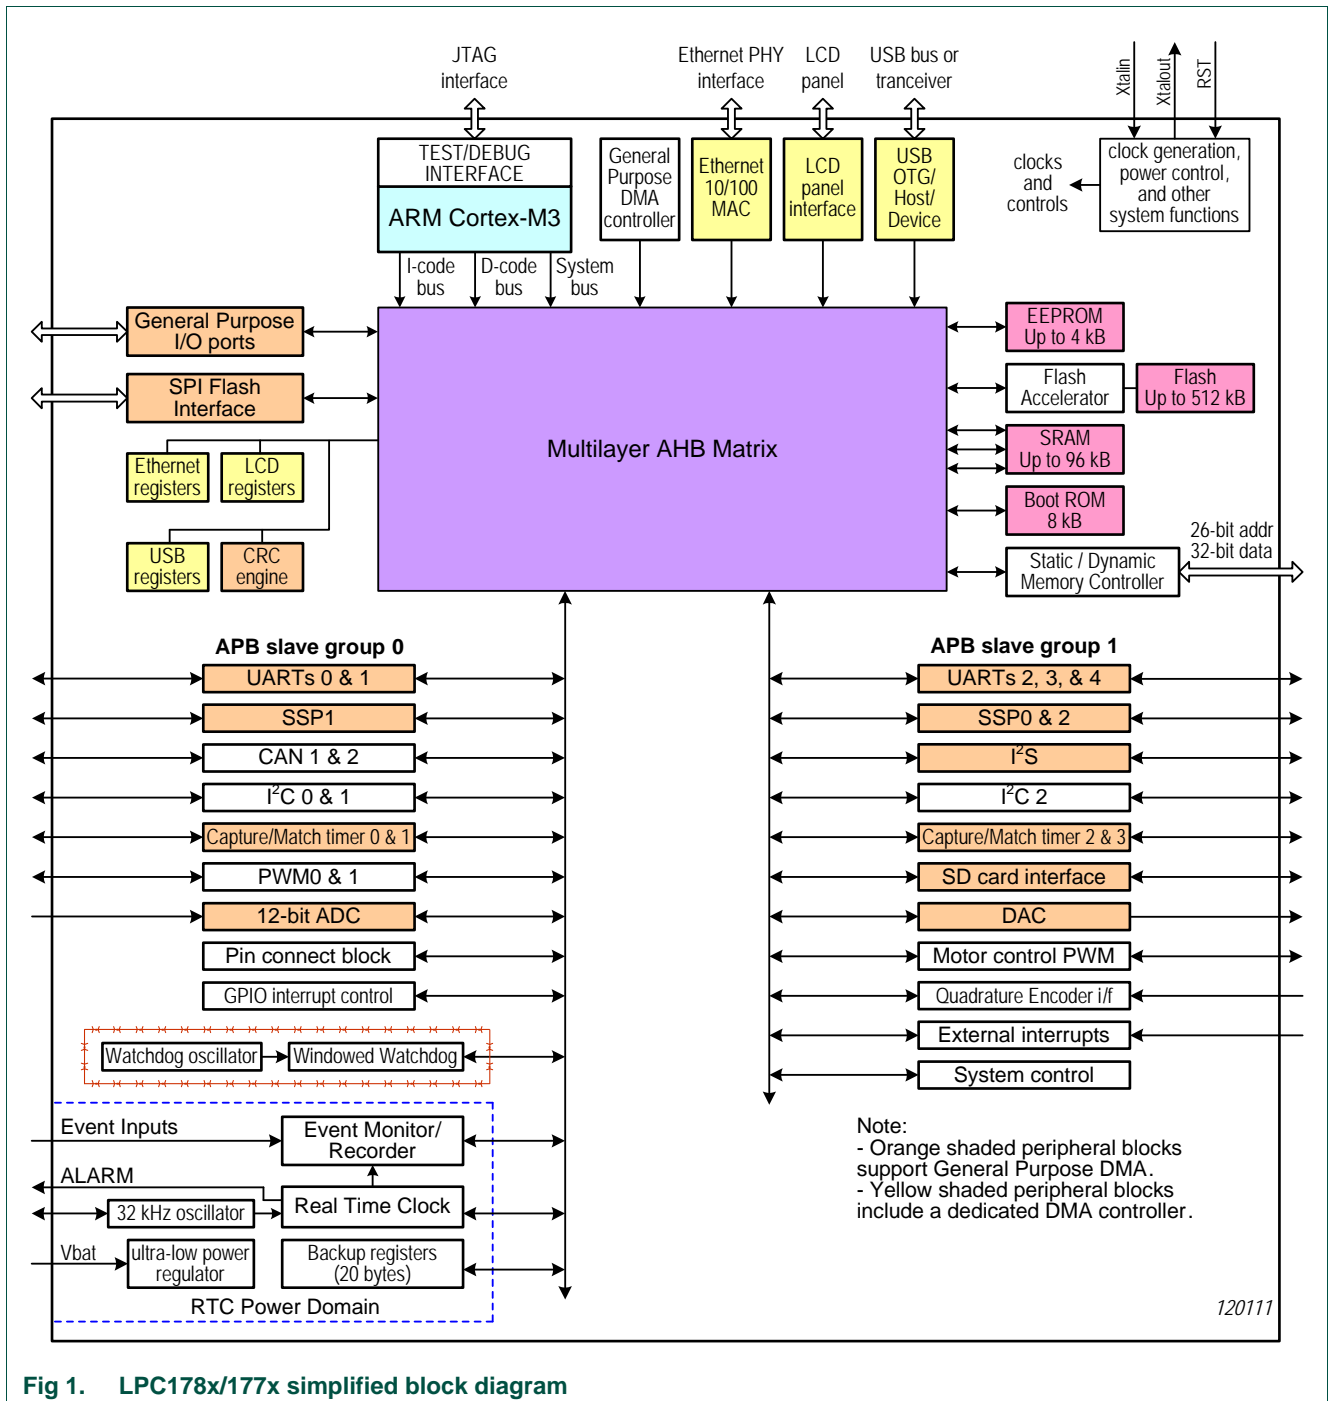 JTAG
interface
Ethernet PHY
interface
LCD
panel
USB bus or
tranceiver
Xtalin
Xtalout
RST
TEST/DEBUG
INTERFACE
ARM Cortex-M3
General
Purpose
DMA
controller
Ethernet
10/100
MAC
LCD
panel
interface
USB
OTG/
Host/
Device
clocks
and
controls
clock generation,
power control,
and other
system functions
I-code
bus
D-code
bus
System
bus
General Purpose
I/O ports
SPI Flash
Interface
Ethernet
registers
LCD
registers
USB
registers
CRC
engine
Multilayer AHB Matrix
EEPROM
Up to 4 kB
Flash
Accelerator
Flash
Up to 512 kB
SRAM
Up to 96 kB
Boot ROM
8 kB
Static / Dynamic
Memory Controller
26-bit addr
32-bit data
APB slave group 0
UARTs 0 & 1
SSP1
CAN 1 & 2
I2C 0 & 1
Capture/Match timer 0 & 1
PWM0 & 1
12-bit ADC
Pin connect block
GPIO interrupt control
Watchdog oscillator
Windowed Watchdog
APB slave group 1
UARTs 2, 3, & 4
SSP0 & 2
I2S
I2C 2
Capture/Match timer 2 & 3
SD card interface
DAC
Motor control PWM
Quadrature Encoder i/f
External interrupts
System control
Event Inputs
Event Monitor/
Recorder
ALARM
32 kHz oscillator
Real Time Clock
Vbat
ultra-low power
regulator
Backup registers
(20 bytes)
RTC Power Domain
Note:
- Orange shaded peripheral blocks
support General Purpose DMA.
- Yellow shaded peripheral blocks
include a dedicated DMA controller.
120111
Fig 1. LPC178x/177x simplified block diagram